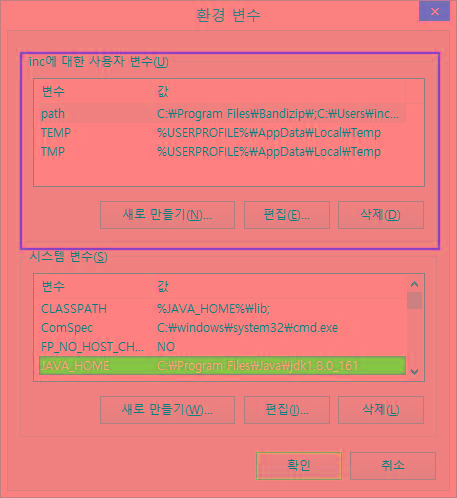 환경 변수
inc에 대한 사용자 변수(U)
변수 값
path C:₩Program Files₩Bandizip₩;C:₩Users₩inc...
TEMP %USERPROFILE%₩AppData₩Local₩Temp
TMP %USERPROFILE%₩AppData₩Local₩Temp
새로 만들기(N)... 편집(E)... 삭제(D)
시스템 변수(S)
변수 값
CLASSPATH %JAVA_HOME%₩lib;
ComSpec C:₩windows₩system32₩cmd.exe
FP_NO_HOST_CH... NO
JAVA_HOME C:₩Program Files₩Java₩jdk1.8.0_161
새로 만들기(W)... 편집(I)... 삭제(L)
확인 취소